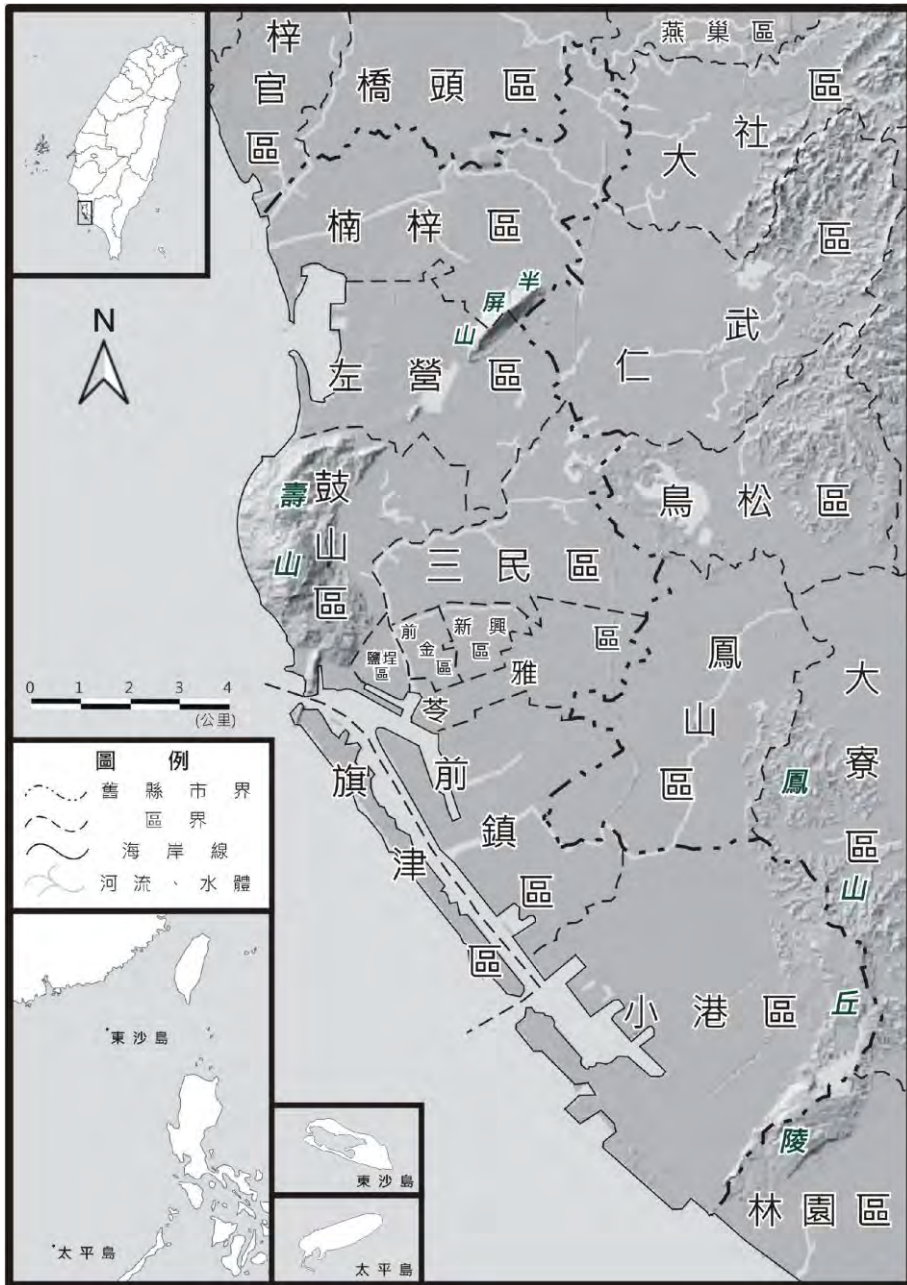 梓官區
橋頭區
燕巢區
大社區
楠梓區
半屏山
仁武區
左營區
N
壽山
鼓山區
鳥松區
三民區
鹽埕區
前金區
新興區
苓雅區
鳳山區
大寮區
0 1 2 3 4
(公里)
前鎮區
旗津區
小港區
鳳山丘陵
林園區
圖例
舊縣市界
區界
海岸線
河流、水體
東沙島
太平島
東沙島
太平島